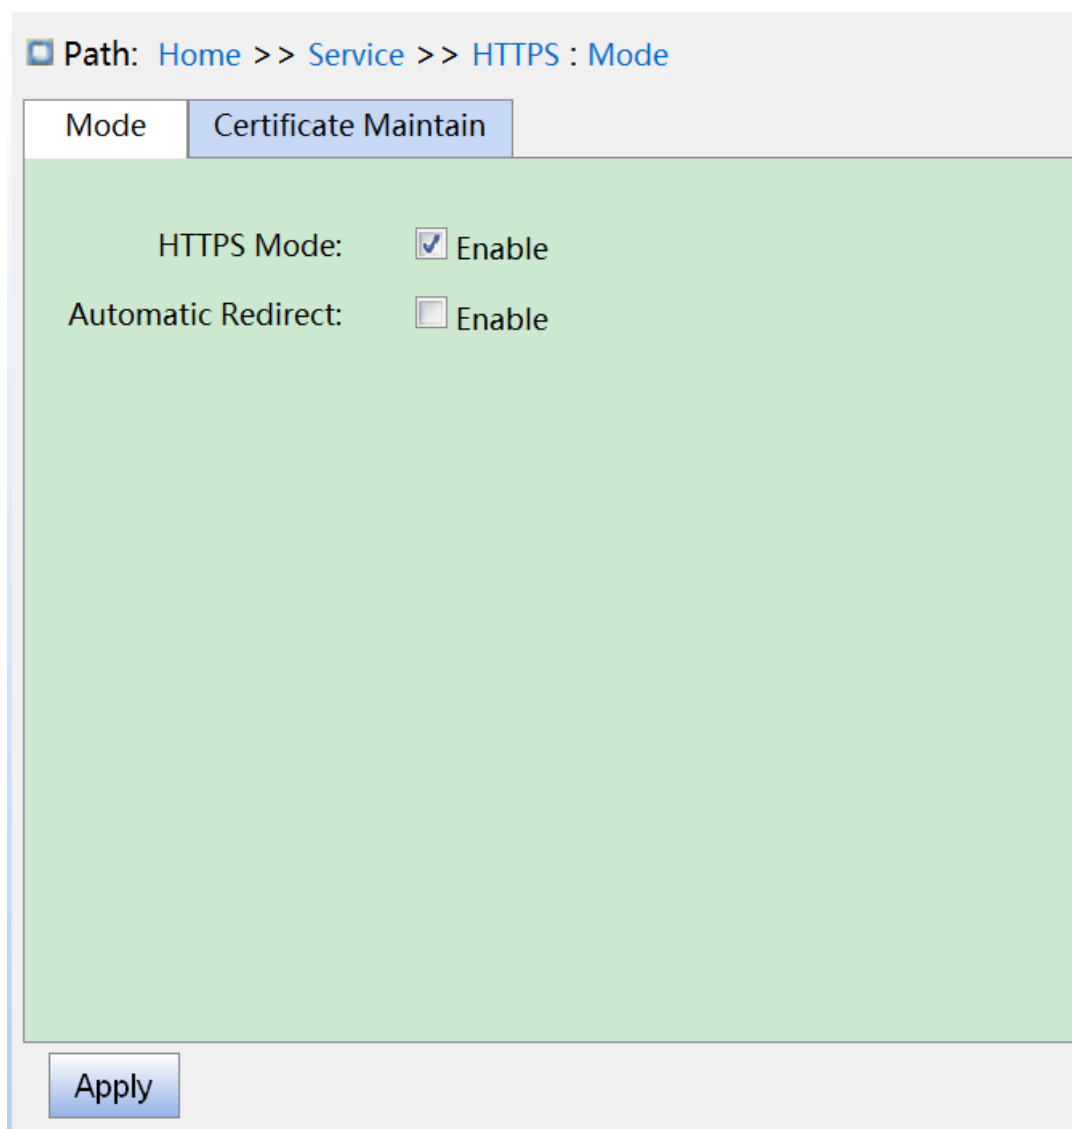 Path: Home >> Service >> HTTPS : Mode
Mode Certificate Maintain
HTTPS Mode: Enable
Automatic Redirect: Enable
Apply